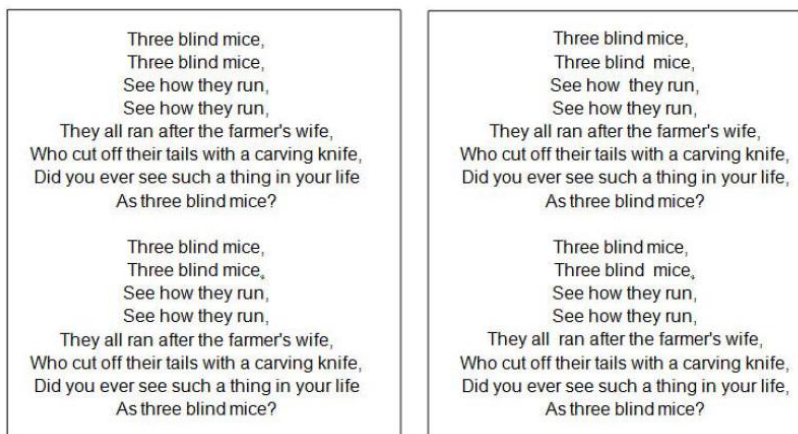 Three blind mice,
Three blind mice,
See how they run,
See how they run,
They all ran after the farmer's wife,
Who cut off their tails with a carving knife,
Did you ever see such a thing in your life
As three blind mice?
Three blind mice,
Three blind mice,
See how they run,
See how they run,
They all ran after the farmer's wife,
Who cut off their tails with a carving knife,
Did you ever see such a thing in your life
As three blind mice?
Three blind mice,
Three blind  mice,
See how  they run,
See how they run,
They all ran after the farmer's wife,
Who cut off their tails with a carving knife,
Did you ever see such a thing in your life,
As three blind mice?
Three blind mice,
Three blind  mice,
See how they run,
See how they run,
They all  ran after the farmer's wife,
Who cut off their tails with a carving knife,
Did you ever see such a thing in your life,
As three blind mice?